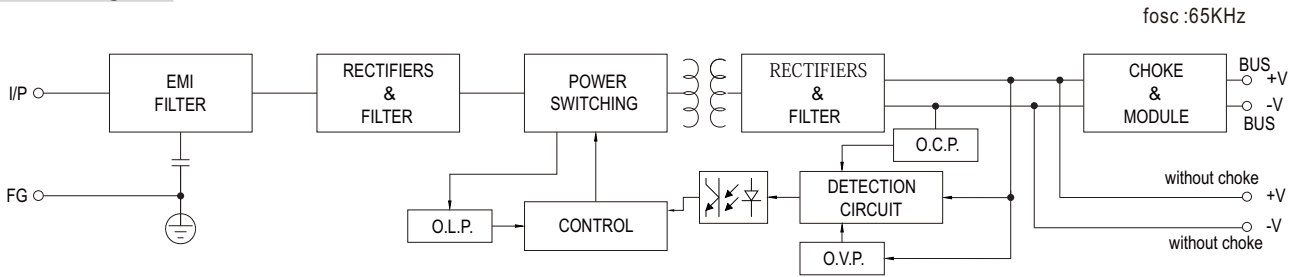 fosc :65KHz
I/P
EMI
FILTER
RECTIFIERS
&
FILTER
POWER
SWITCHING
RECTIFIERS
&
FILTER
CHOKE
&
MODULE
BUS
+V
-V
BUS
O.C.P.
FG
O.L.P.
CONTROL
DETECTION
CIRCUIT
O.V.P.
without choke
+V
-V
without choke